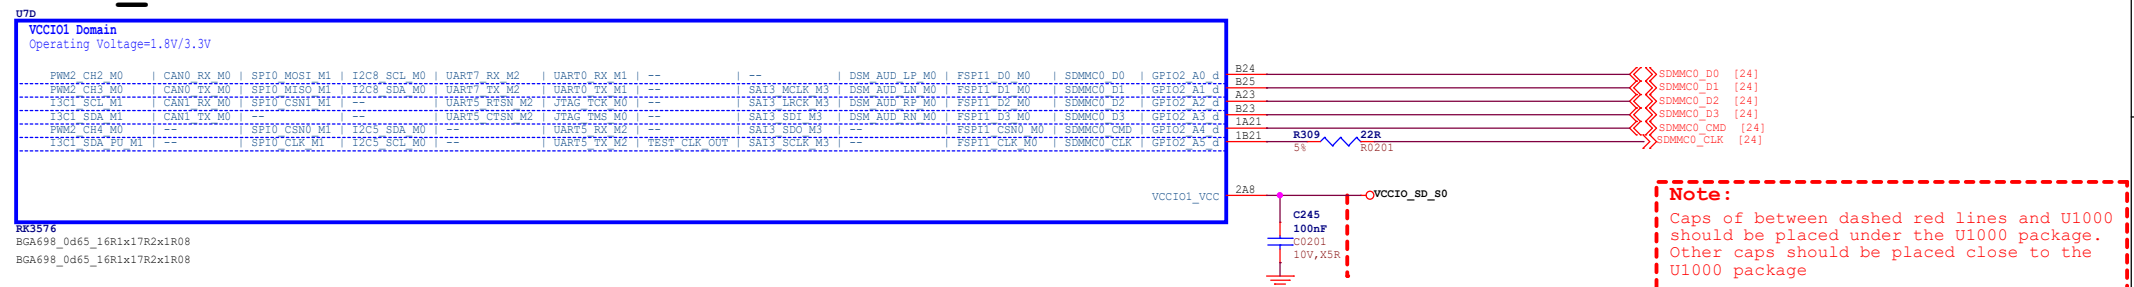 U7D
VCCIO1 Domain
Operating Voltage=1.8V/3.3V
PWM2_CH2_M0 | CAN0_RX_M0 | SPI0_MOSI_M1 | I2C8_SCL_M0 | UART7_RX_M2 | UART0_RX_M1 | -- | -- | DSM_AUD_LP_M0 | FSPI1_D0_M0 | SDMMC0_D0 | GPIO2_A0_d B24 SDMMC0_D0 [24]
PWM2_CH3_M0 | CAN0_TX_M0 | SPI0_MISO_M1 | I2C8_SDA_M0 | UART7_TX_M2 | UART0_TX_M1 | -- | SAI3_MCLK_M3 | DSM_AUD_LN_M0 | FSPI1_D1_M0 | SDMMC0_D1 | GPIO2_A1_d B25 SDMMC0_D1 [24]
I3C1_SCL_M1 | CAN1_RX_M0 | SPI0_CSN1_M1 | -- | UART5_RTSN_M2 | JTAG_TCK_M0 | -- | SAI3_LRCK_M3 | DSM_AUD_RP_M0 | FSPI1_D2_M0 | SDMMC0_D2 | GPIO2_A2_d A23 SDMMC0_D2 [24]
I3C1_SDA_M1 | CAN1_TX_M0 | -- | -- | UART5_CTSN_M2 | JTAG_TMS_M0 | -- | SAI3_SDI_M3 | DSM_AUD_RN_M0 | FSPI1_D3_M0 | SDMMC0_D3 | GPIO2_A3_d B23 SDMMC0_D3 [24]
PWM2_CH4_M0 | -- | SPI0_CSN0_M1 | I2C5_SDA_M0 | -- | UART5_RX_M2 | -- | SAI3_SDO_M3 | -- | FSPI1_CSN0_M0 | SDMMC0_CMD | GPIO2_A4_d 1A21 SDMMC0_CMD [24]
I3C1_SDA_PU_M1 | -- | SPI0_CLK_M1 | I2C5_SCL_M0 | -- | UART5_TX_M2 | TEST_CLK_OUT | SAI3_SCLK_M3 | -- | FSPI1_CLK_M0 | SDMMC0_CLK | GPIO2_A5_d 1B21 R309 22R SDMMC0_CLK [24]
5% R0201
VCCIO1_VCC 2A8 VCCIO_SD_S0
C245
100nF
C0201
10V,X5R
RK3576
BGA698_0d65_16R1x17R2x1R08
BGA698_0d65_16R1x17R2x1R08
Note:
Caps of between dashed red lines and U1000
should be placed under the U1000 package.
Other caps should be placed close to the
U1000 package